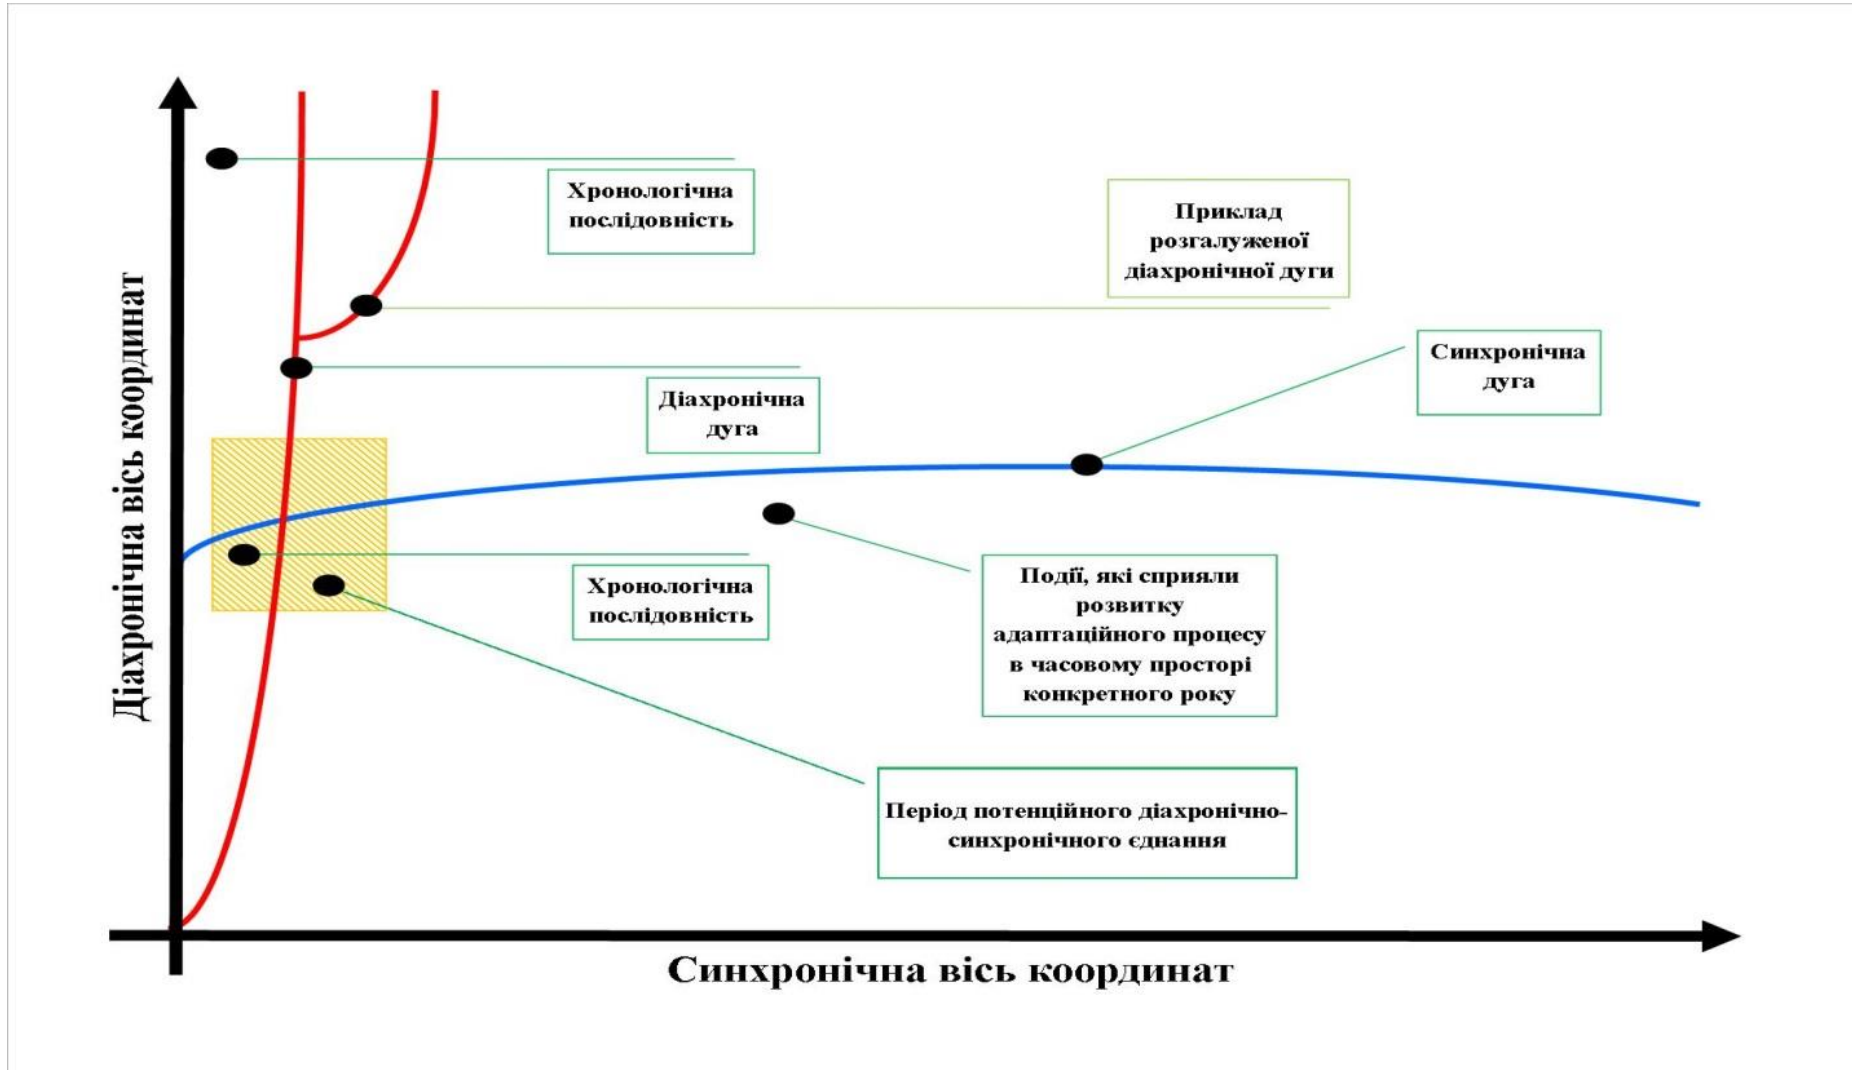 Хронологічна
послідовність
Приклад
розгалуженої
діахронічної дуги
Синхронічна
дуга
Діахронічна
дуга
Діахронічна вісь координат
Хронологічна
послідовність
Події, які сприяли
розвитку
адаптаційного процесу
в часовому просторі
конкретного року
Період потенційного діахронічно-
синхронічного єднання
Синхронічна вісь координат